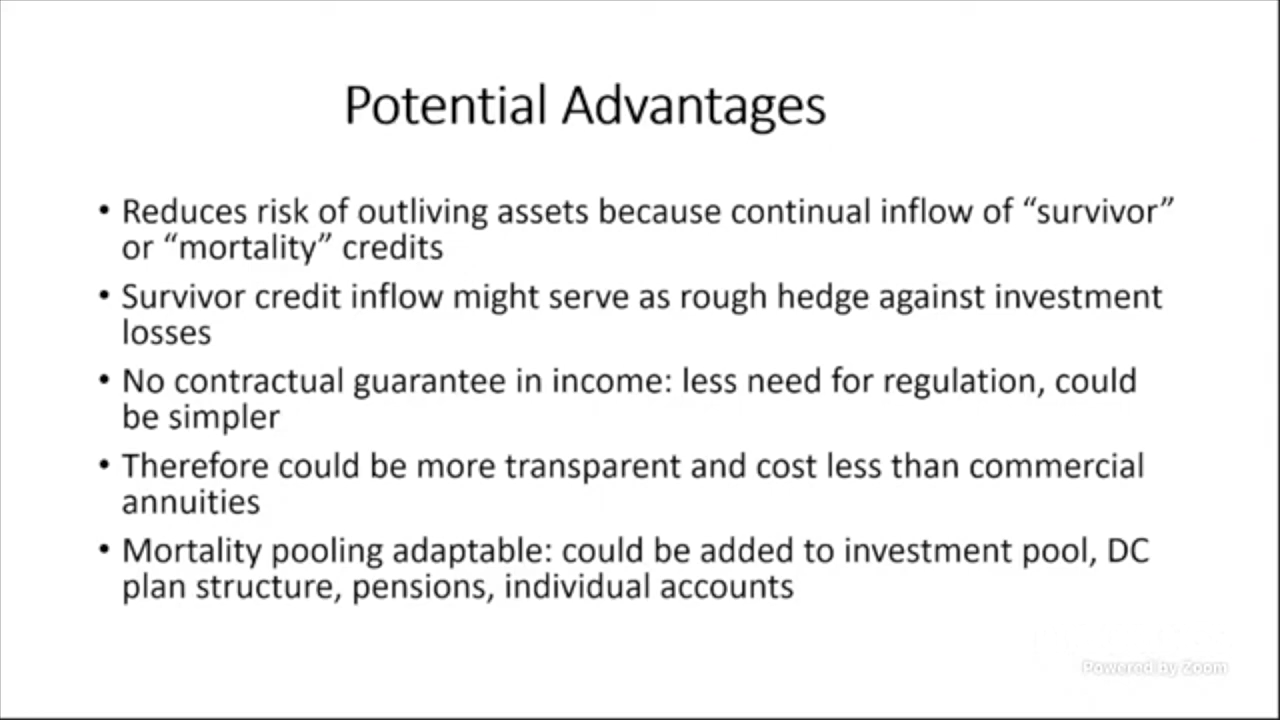 Potential Advantages
• Reduces risk of outliving assets because continual inflow of “survivor”
or “mortality” credits
• Survivor credit inflow might serve as rough hedge against investment
losses
• No contractual guarantee in income: less need for regulation, could
be simpler
• Therefore could be more transparent and cost less than commercial
annuities
• Mortality pooling adaptable: could be added to investment pool, DC
plan structure, pensions, individual accounts
Powered by Zoom